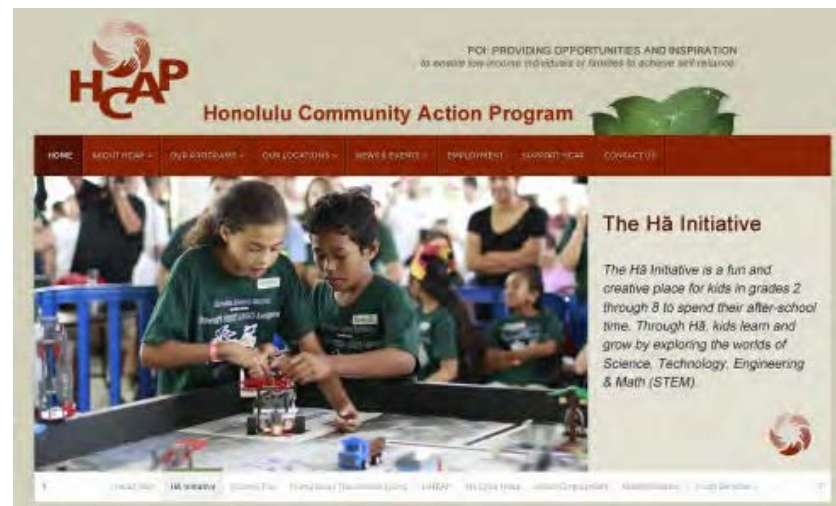 HCAP
POI: PROVIDING OPPORTUNITIES AND INSPIRATION
to enable low-income individuals or families to achieve self-reliance.
Honolulu Community Action Program
HOME ABOUT HCAP OUR PROGRAMS OUR LOCATIONS NEWS & EVENTS EMPLOYMENT SUPPORT HCAP CONTACT US
The Hā Initiative
The Hā Initiative is a fun and
creative place for kids in grades 2
through 8 to spend their after-school
time. Through Hā, kids learn and
grow by exploring the worlds of
Science, Technology, Engineering
& Math (STEM).
Hā Initiative